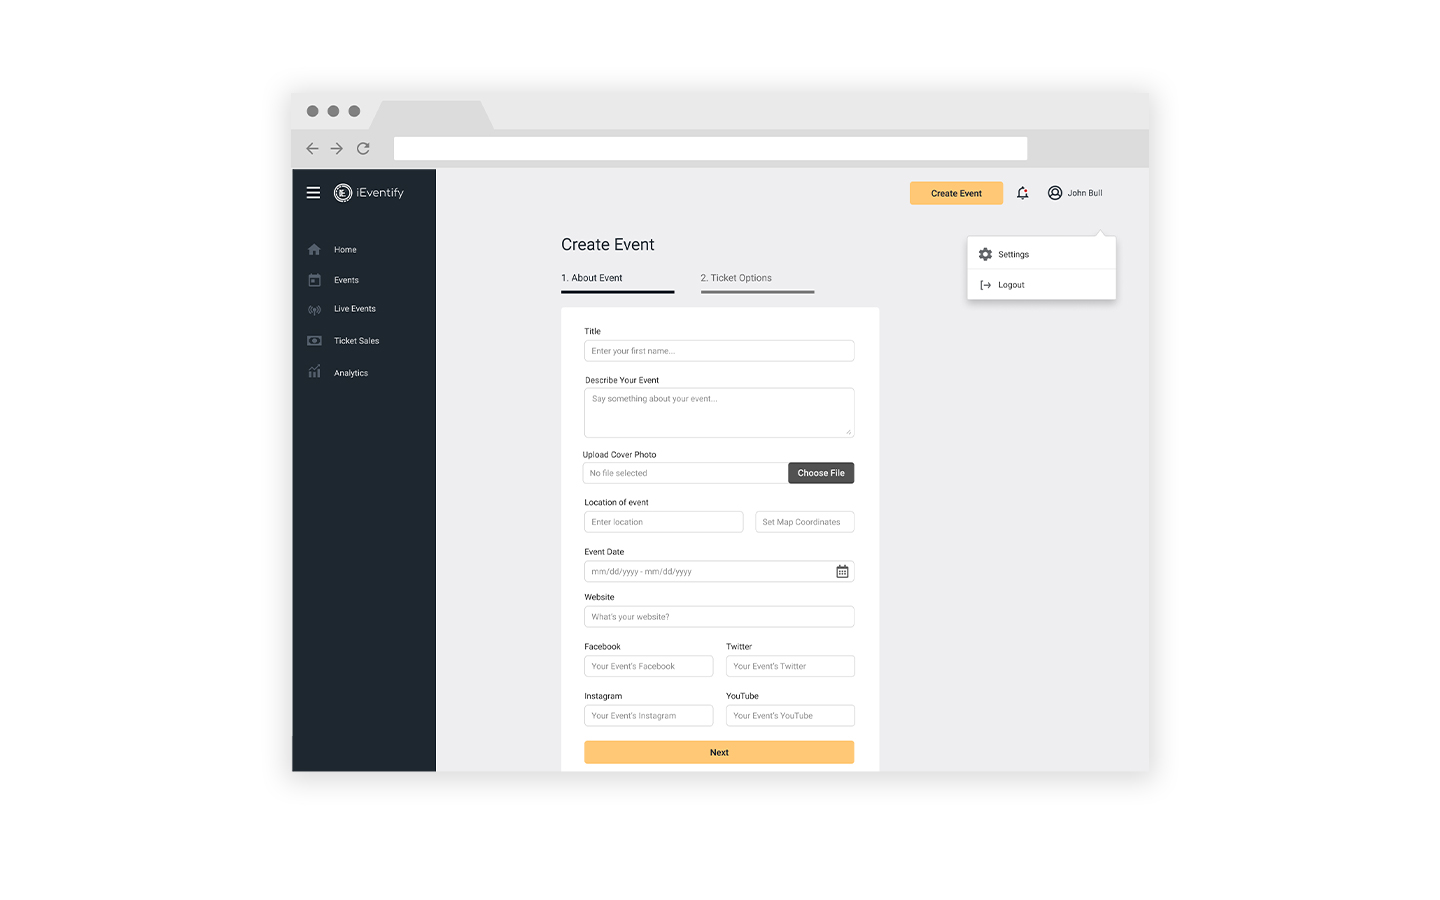 iEventify
Create Event
John Bull
Home
Events
Live Events
Ticket Sales
Analytics
Settings
Logout
Create Event
1. About Event
2. Ticket Options
Title
Enter your first name...
Describe Your Event
Say something about your event...
Upload Cover Photo
No file selected
Choose File
Location of event
Enter location
Set Map Coordinates
Event Date
mm/dd/yyyy - mm/dd/yyyy
Website
What's your website?
Facebook
Twitter
Your Event's Facebook
Your Event's Twitter
Instagram
YouTube
Your Event's Instagram
Your Event's YouTube
Next